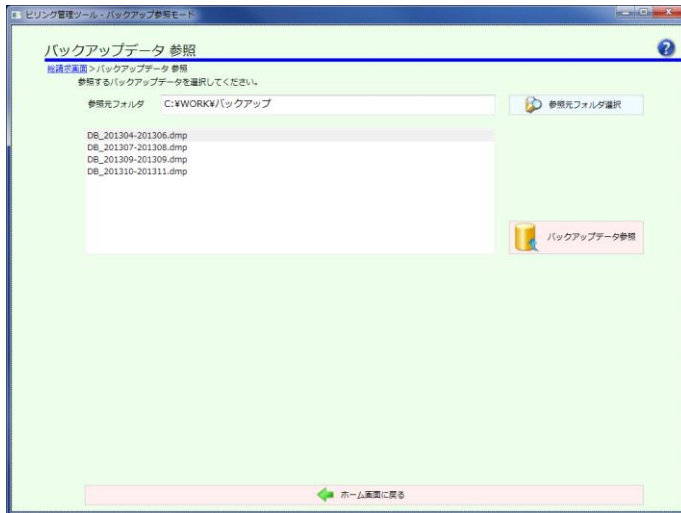 ビリング管理ツール - バックアップ参照モード
バックアップデータ 参照
総請求画面>バックアップデータ 参照
参照するバックアップデータを選択してください。
参照元フォルダ C:¥WORK¥バックアップ 参照元フォルダ選択
DB_201304-201306.dmp
DB_201307-201308.dmp
DB_201309-201309.dmp
DB_201310-201311.dmp
バックアップデータ参照
ホーム画面に戻る